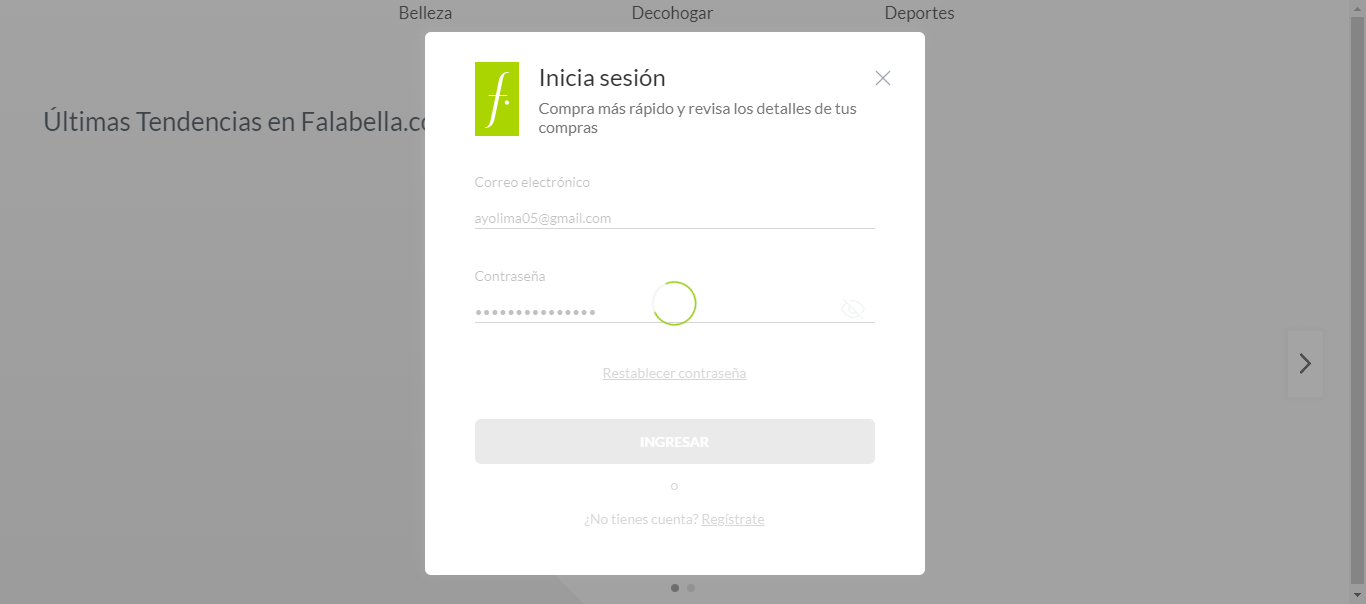 Belleza
Decohogar
Deportes
Últimas Tendencias en Falabella.co
f.
Inicia sesión
Compra más rápido y revisa los detalles de tus
compras
Correo electrónico
ayolima05@gmail.com
Contraseña
•••••••••••••••
Restablecer contraseña
INGRESAR
o
¿No tienes cuenta? Regístrate